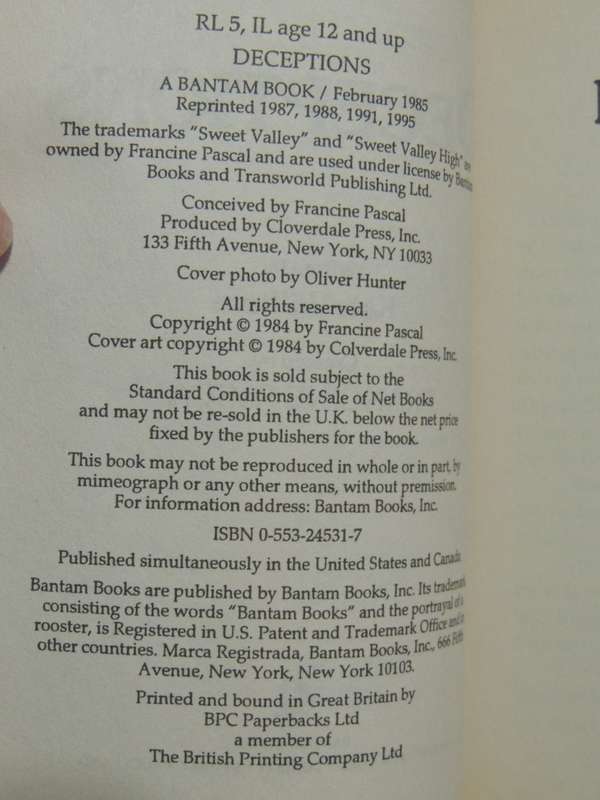 RL 5, IL age 12 and up
DECEPTIONS
A BANTAM BOOK / February 1985
Reprinted 1987, 1988, 1991, 1995
The trademarks "Sweet Valley" and "Sweet Valley High" are
owned by Francine Pascal and are used under license by Bantam
Books and Transworld Publishing Ltd.
Conceived by Francine Pascal
Produced by Cloverdale Press, Inc.
133 Fifth Avenue, New York, NY 10033
Cover photo by Oliver Hunter
All rights reserved.
Copyright © 1984 by Francine Pascal
Cover art copyright © 1984 by Colverdale Press, Inc.
This book is sold subject to the
Standard Conditions of Sale of Net Books
and may not be re-sold in the U.K. below the net price
fixed by the publishers for the book.
This book may not be reproduced in whole or in part, by
mimeograph or any other means, without premission.
For information address: Bantam Books, Inc.
ISBN 0-553-24531-7
Published simultaneously in the United States and Canada
Bantam Books are published by Bantam Books, Inc. Its trademark
consisting of the words "Bantam Books" and the portrayal of a
rooster, is Registered in U.S. Patent and Trademark Office and in
other countries. Marca Registrada, Bantam Books, Inc., 666 Fifth
Avenue, New York, New York 10103.
Printed and bound in Great Britain by
BPC Paperbacks Ltd
a member of
The British Printing Company Ltd